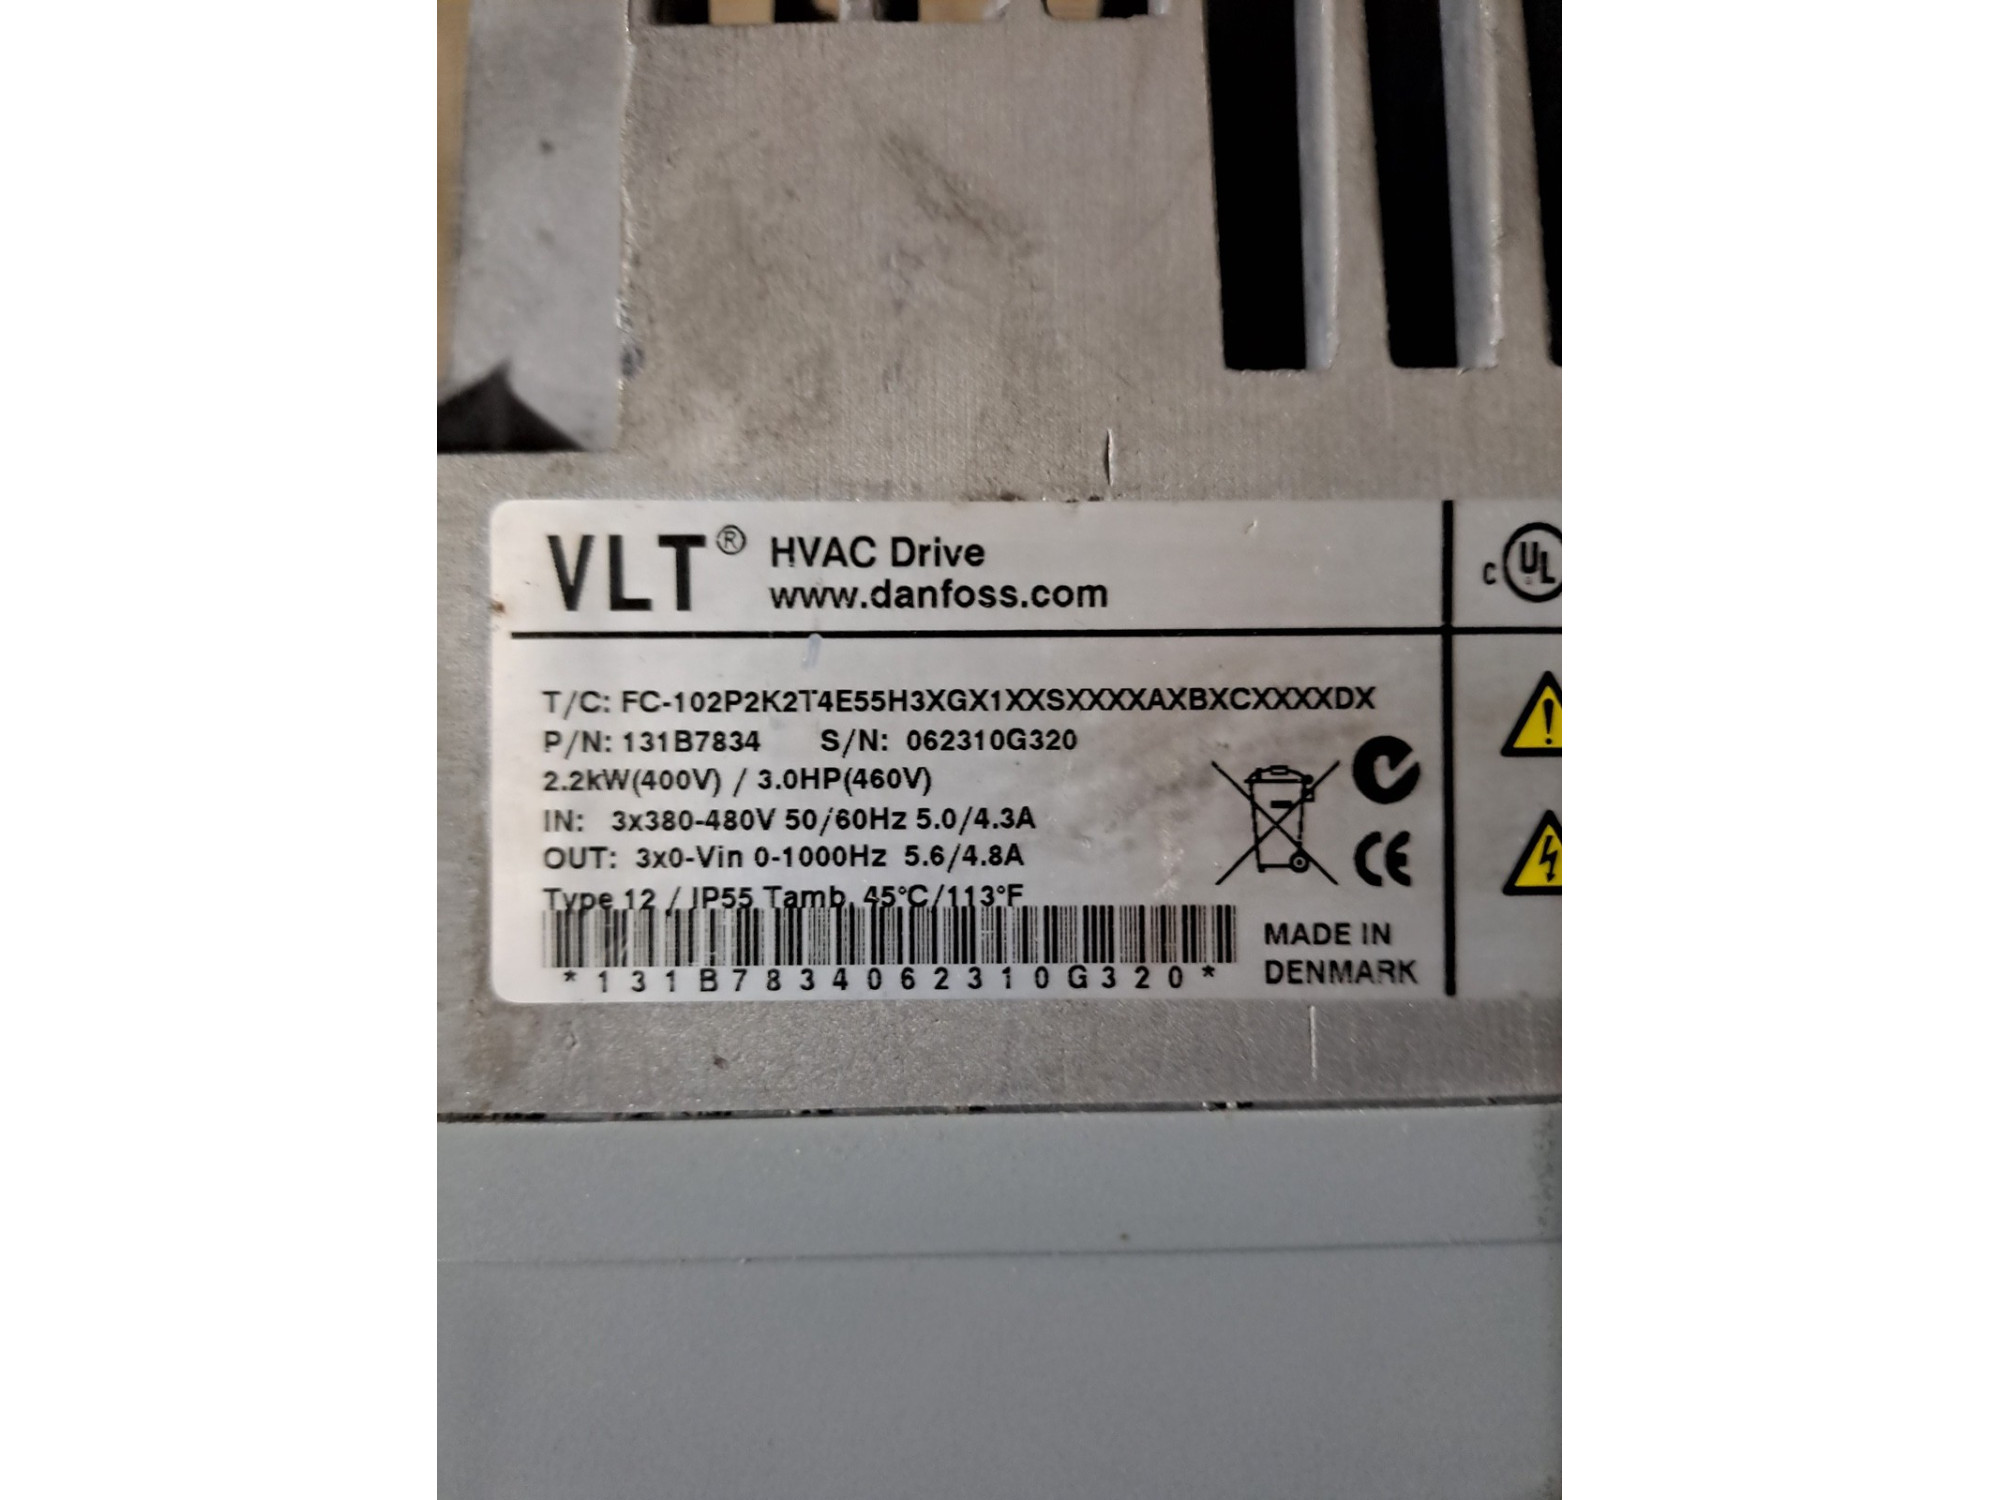 VLT® HVAC Drive
www.danfoss.com
C UL
T/C: FC-102P2K2T4E55H3XGX1XXSXXXXAXBXCXXXXDX
P/N: 131B7834 S/N: 062310G320
2.2kW(400V) / 3.0HP(460V)
IN: 3x380-480V 50/60Hz 5.0/4.3A
OUT: 3x0-Vin 0-1000Hz 5.6/4.8A
Type 12 / IP55 Tamb. 45°C/113°F
CE
*131B7834062310G320*
MADE IN
DENMARK